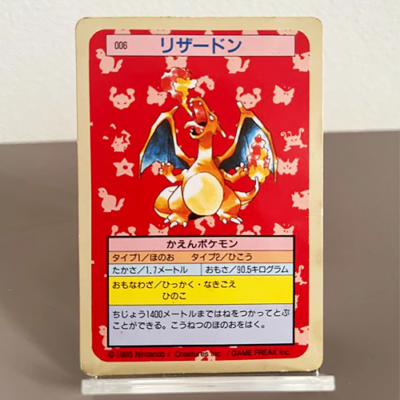 006 リザードン
かえんポケモン
タイプ1/ほのお タイプ2/ひこう
たかさ/1.7メートル おもさ/90.5キログラム
おもなわざ/ひっかく・なきごえ
ひのこ
ちじょう1400メートルまではねをつかってと
ぶことができる。こうねつのほのおをはく。
© 1995 Nintendo / Creatures inc. / GAME FREAK inc.